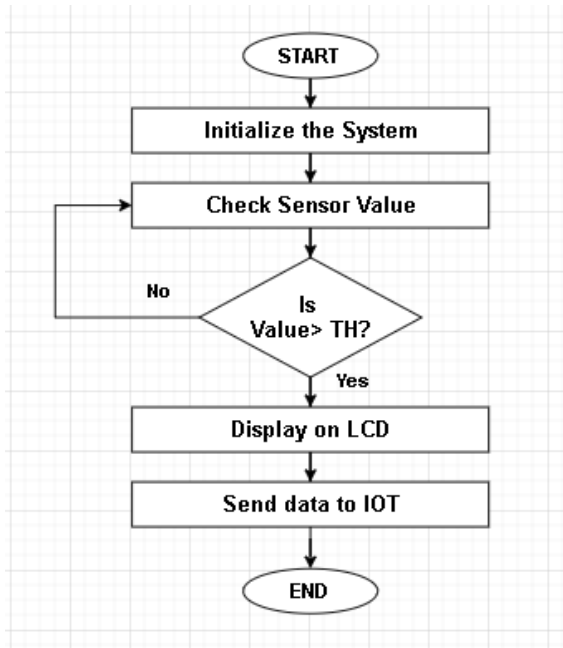 START
Initialize the System
Check Sensor Value
No
Is
Value> TH?
Yes
Display on LCD
Send data to IOT
END